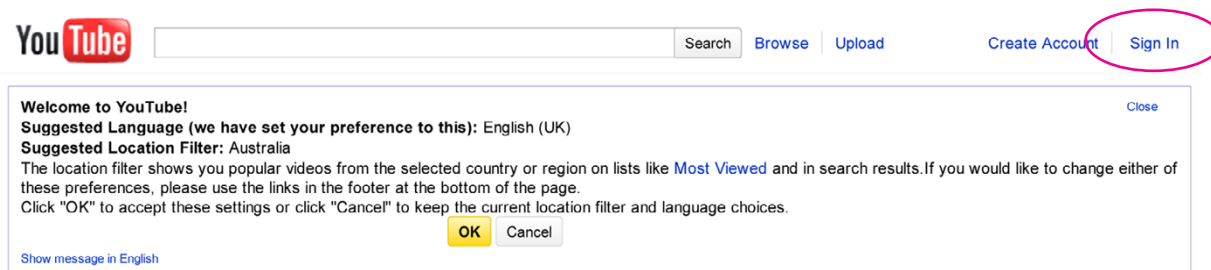 You Tube Search Browse Upload Create Account Sign In
Welcome to YouTube! Close
Suggested Language (we have set your preference to this): English (UK)
Suggested Location Filter: Australia
The location filter shows you popular videos from the selected country or region on lists like Most Viewed and in search results.If you would like to change either of
these preferences, please use the links in the footer at the bottom of the page.
Click "OK" to accept these settings or click "Cancel" to keep the current location filter and language choices.
OK Cancel
Show message in English